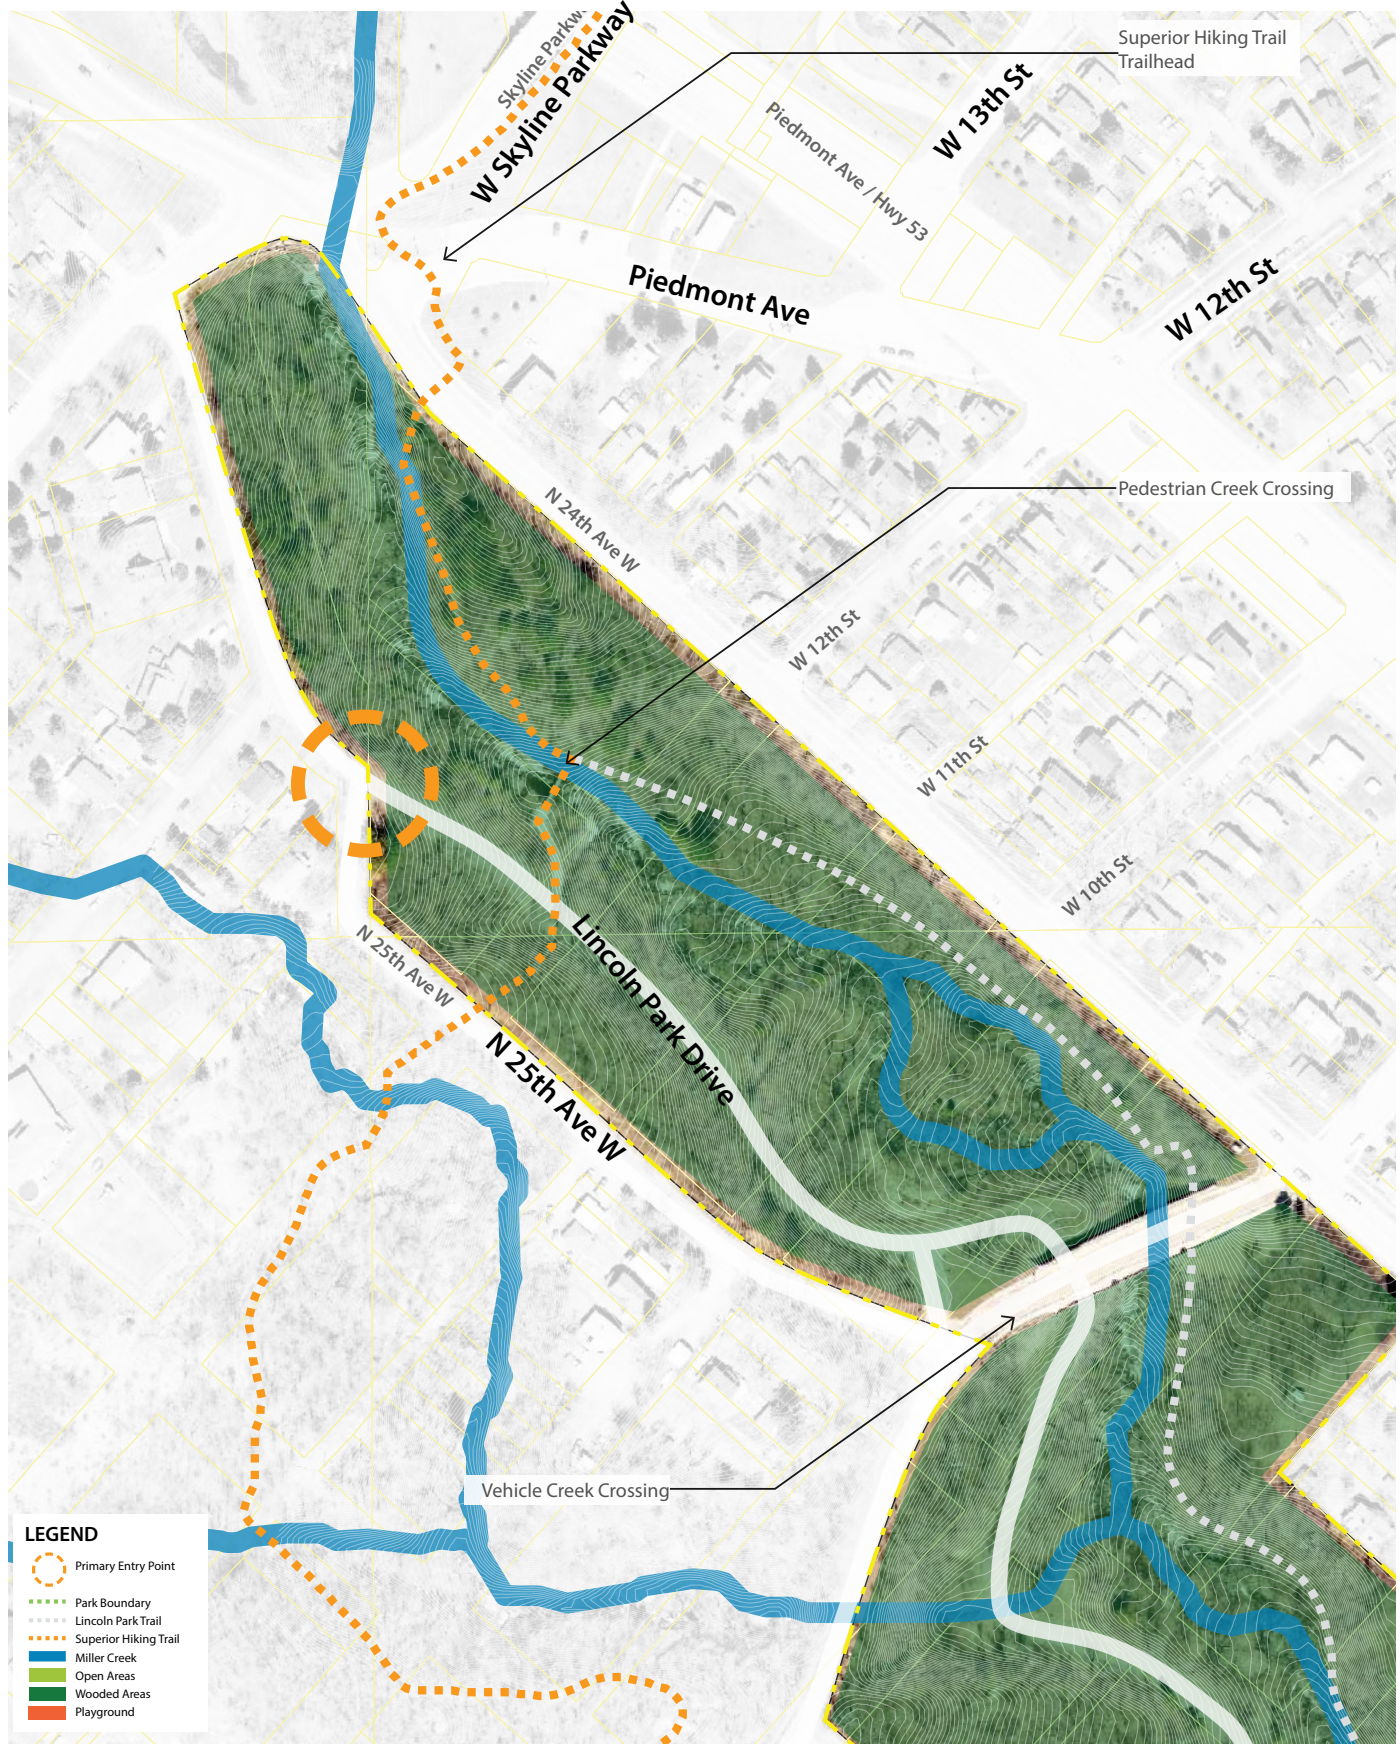 Skyline Parkw
W Skyline Parkway
Superior Hiking Trail
Trailhead
W 13th St
Piedmont Ave / Hwy 53
W 12th St
Piedmont Ave
Pedestrian Creek Crossing
N 24th Ave W
W 12th St
W 11th St
W 10th St
Lincoln Park Drive
N 25th Ave W
N 25th Ave W
Vehicle Creek Crossing
LEGEND
Primary Entry Point
Park Boundary
Lincoln Park Trail
Superior Hiking Trail
Miller Creek
Open Areas
Wooded Areas
Playground